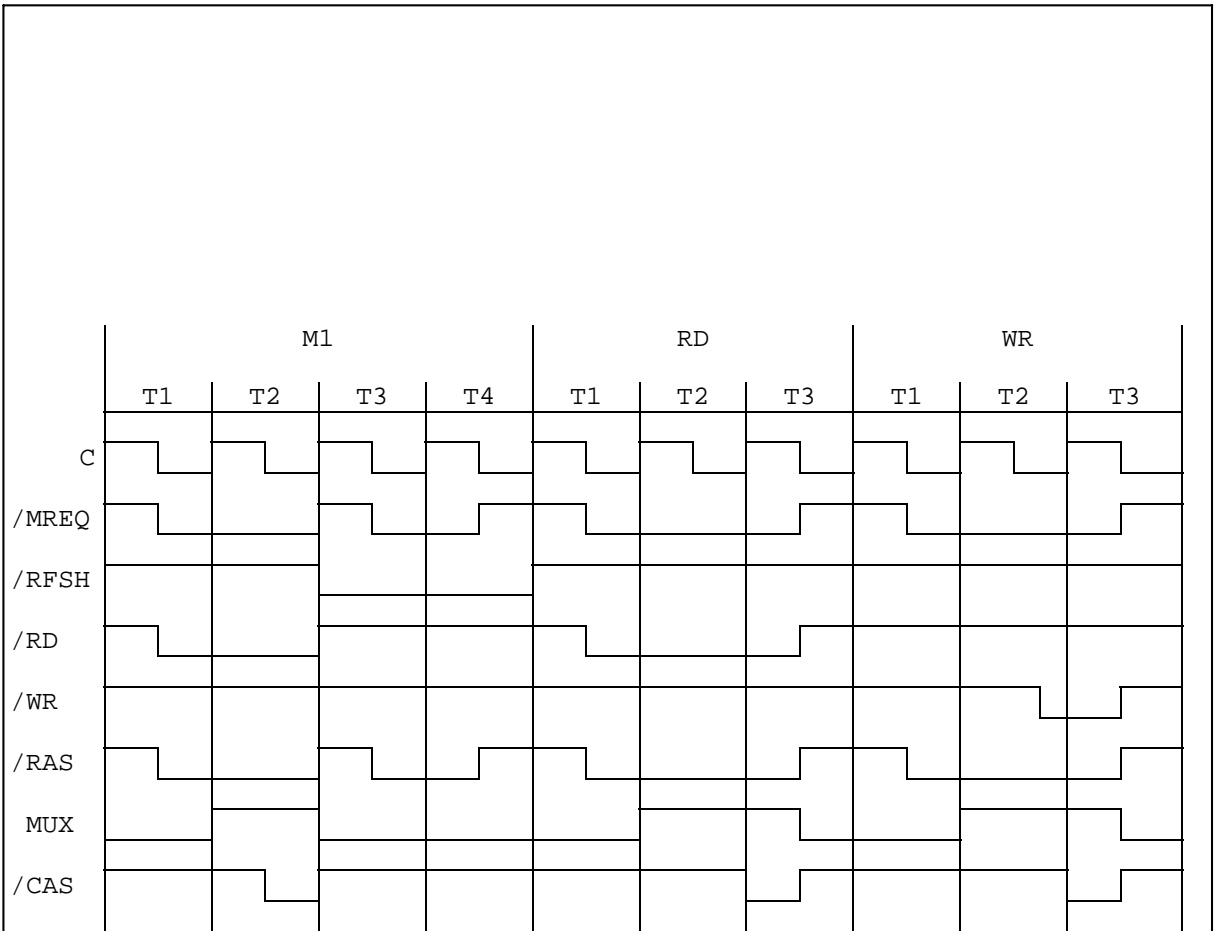 M1 RD WR
T1 T2 T3 T4 T1 T2 T3 T1 T2 T3
C
/MREQ
/RFSH
/RD
/WR
/RAS
MUX
/CAS